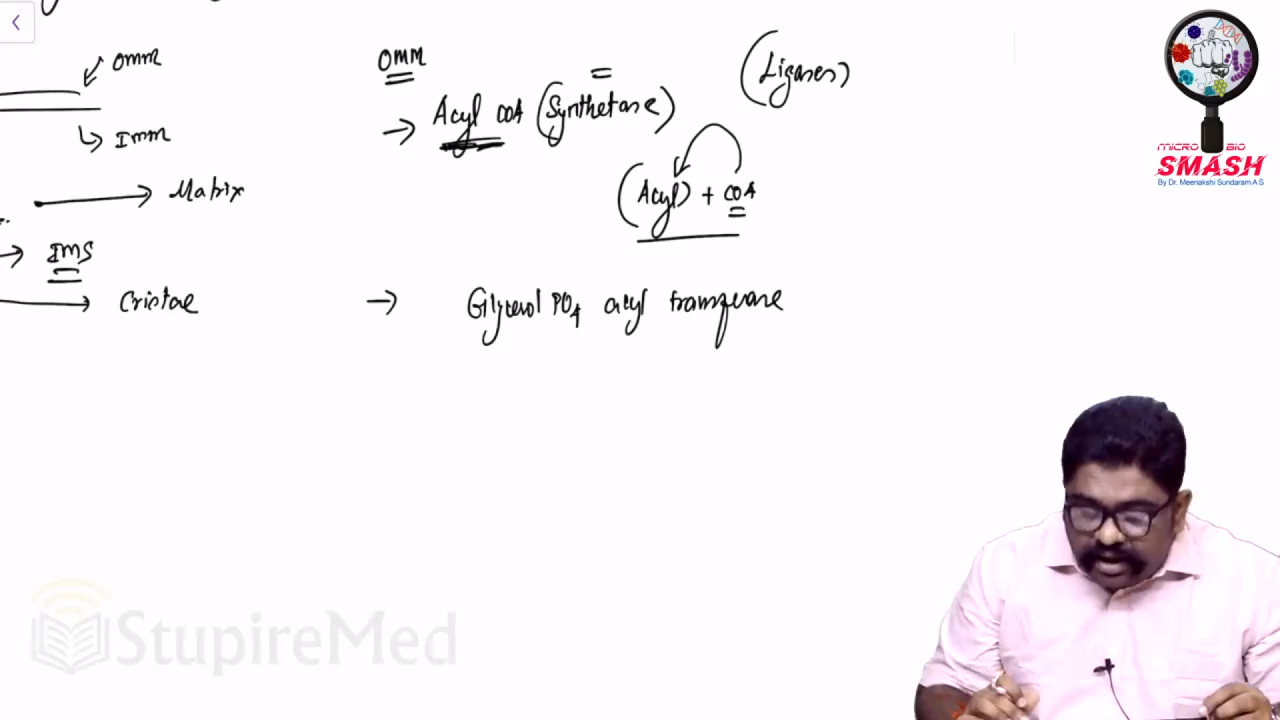 OMM
IMM
Matrix
IMS
Cristae
OMM
Acyl COA (Synthetase)
(Ligases)
(Acyl) + COA
Glycerol PO4 acyl transferase
MICRO BIO
SMASH
By Dr. Meenakshi Sundaram A S
StupireMed